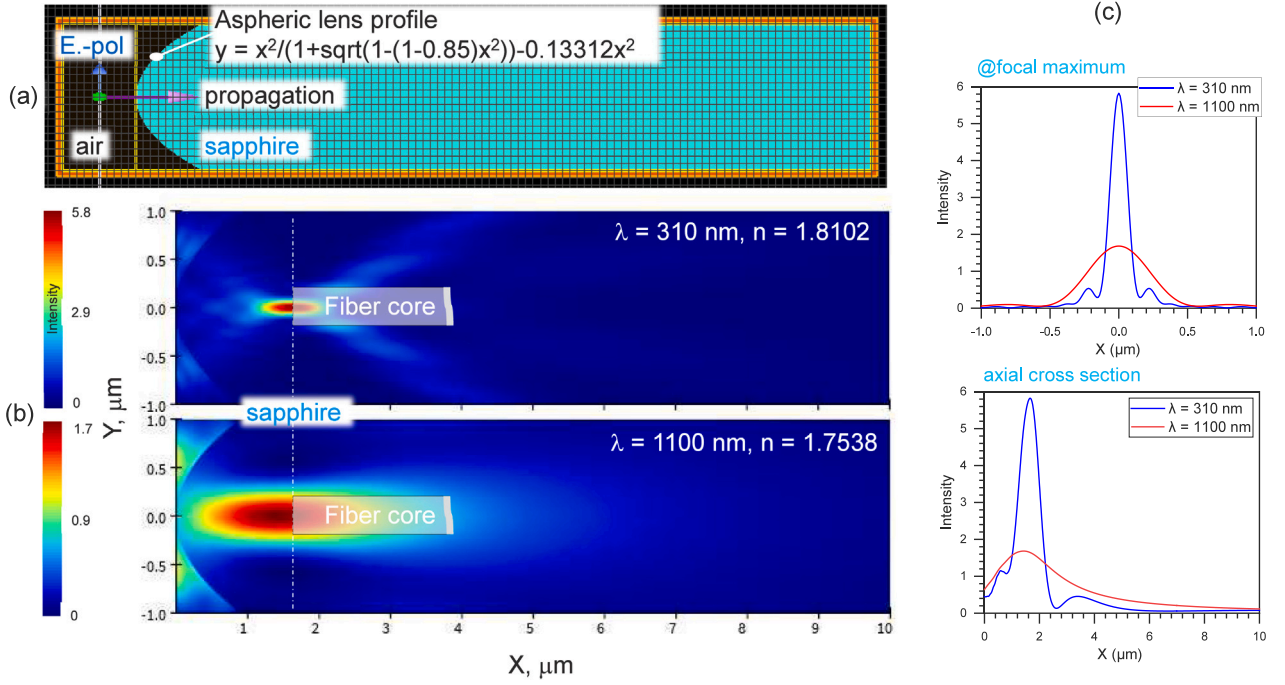 (a)
Aspheric lens profile
y = x²/(1+sqrt(1-(1-0.85)x²))-0.13312x²
E.-pol
propagation
air
sapphire
(b)
5.8
2.9
0
Intensity
1.7
0.9
0
Y, μm
1.0
0.5
0.0
-0.5
-1.0
λ = 310 nm, n = 1.8102
Fiber core
sapphire
1.0
0.5
0.0
-0.5
-1.0
λ = 1100 nm, n = 1.7538
Fiber core
1 2 3 4 5 6 7 8 9 10
X, μm
(c)
@focal maximum
λ = 310 nm
λ = 1100 nm
Intensity
6
5
4
3
2
1
0
-1.0 -0.5 0.0 0.5 1.0
X (μm)
axial cross section
λ = 310 nm
λ = 1100 nm
Intensity
6
5
4
3
2
1
0
0 2 4 6 8 10
X (μm)